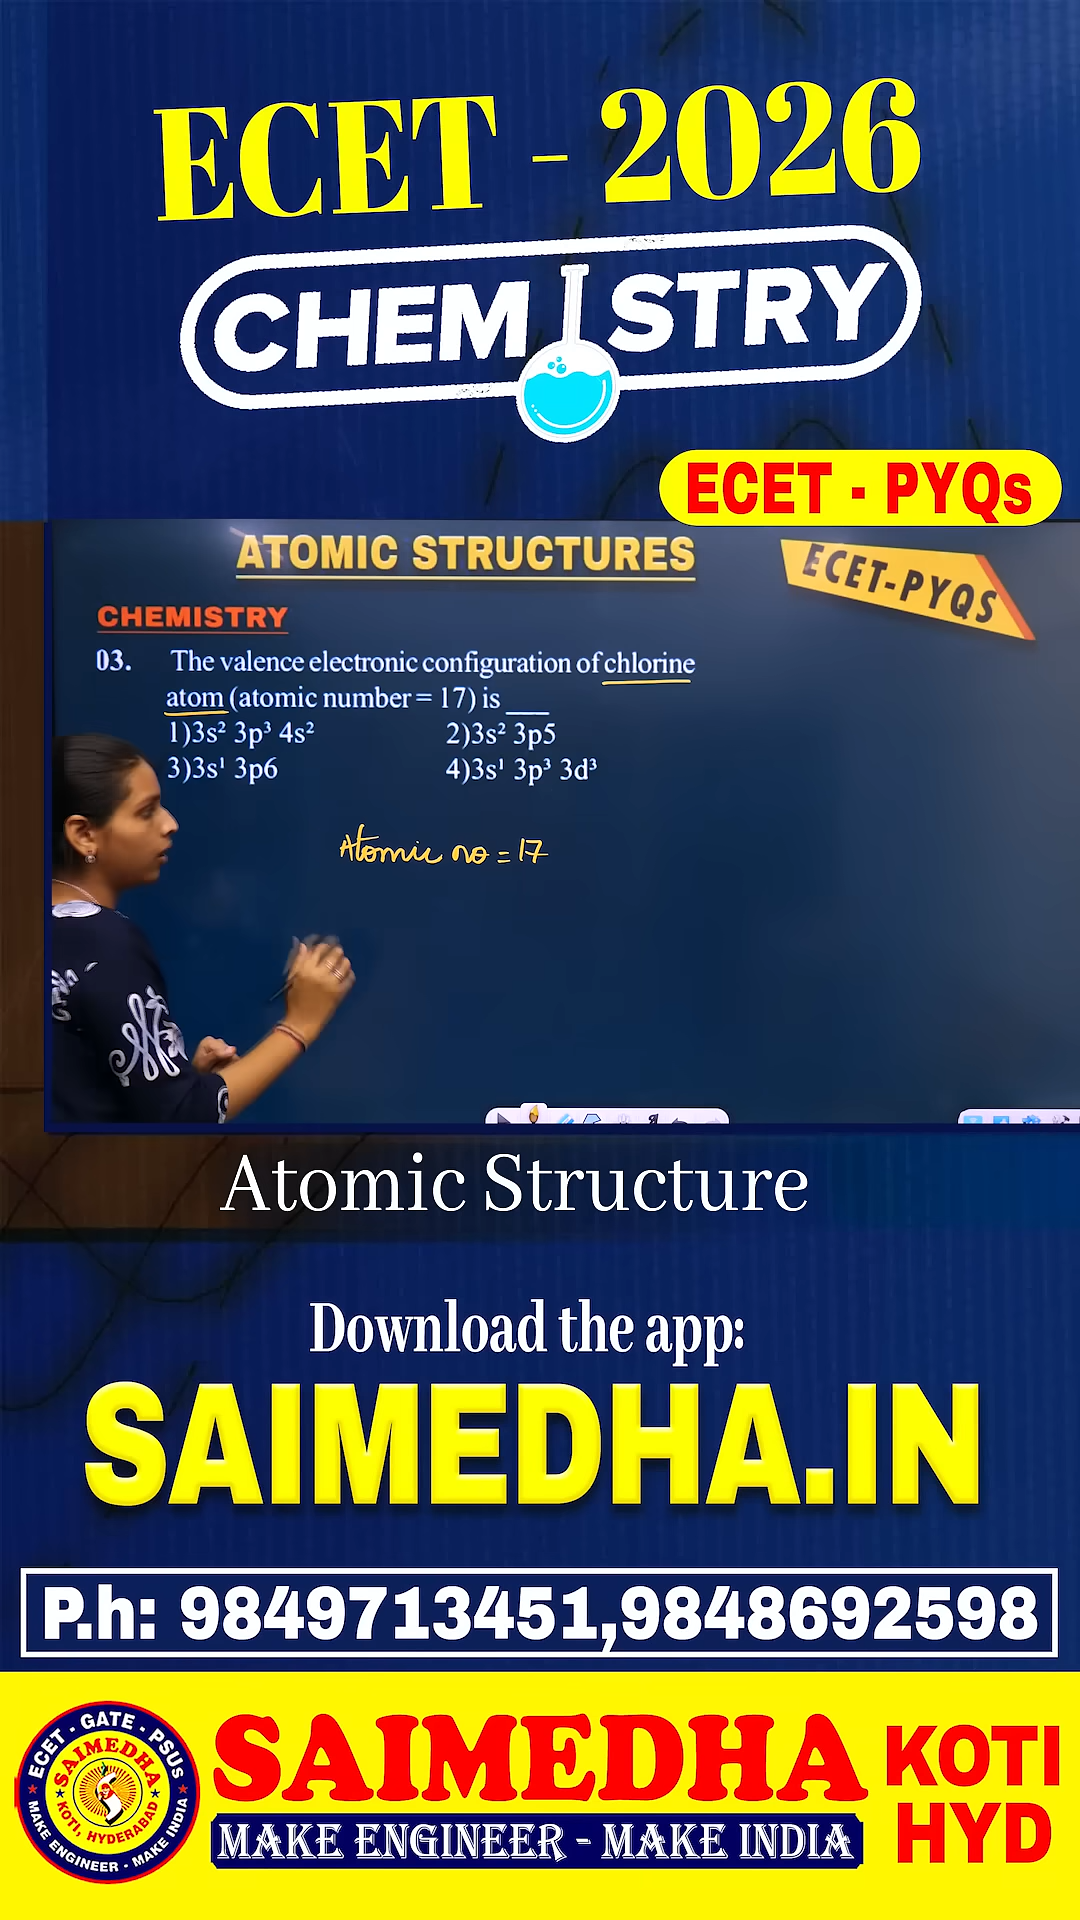 ECET - 2026
CHEMISTRY
ECET - PYQs
ATOMIC STRUCTURES
ECET-PYQS
CHEMISTRY
03. The valence electronic configuration of chlorine
atom (atomic number = 17) is ___
1)3s² 3p³ 4s² 2)3s² 3p5
3)3s¹ 3p6 4)3s¹ 3p³ 3d³
Atomic no = 17
Atomic Structure
Download the app:
SAIMEDHA.IN
P.h: 9849713451,9848692598
ECET - GATE - PSUS
SAIMEDHA
KOTI, HYDERABAD
MAKE ENGINEER - MAKE INDIA
SAIMEDHA KOTI
HYD
MAKE ENGINEER - MAKE INDIA